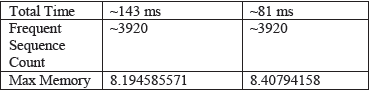 Total Time ~143 ms ~81 ms
Frequent ~3920 ~3920
Sequence
Count
Max Memory 8.194585571 8.40794158